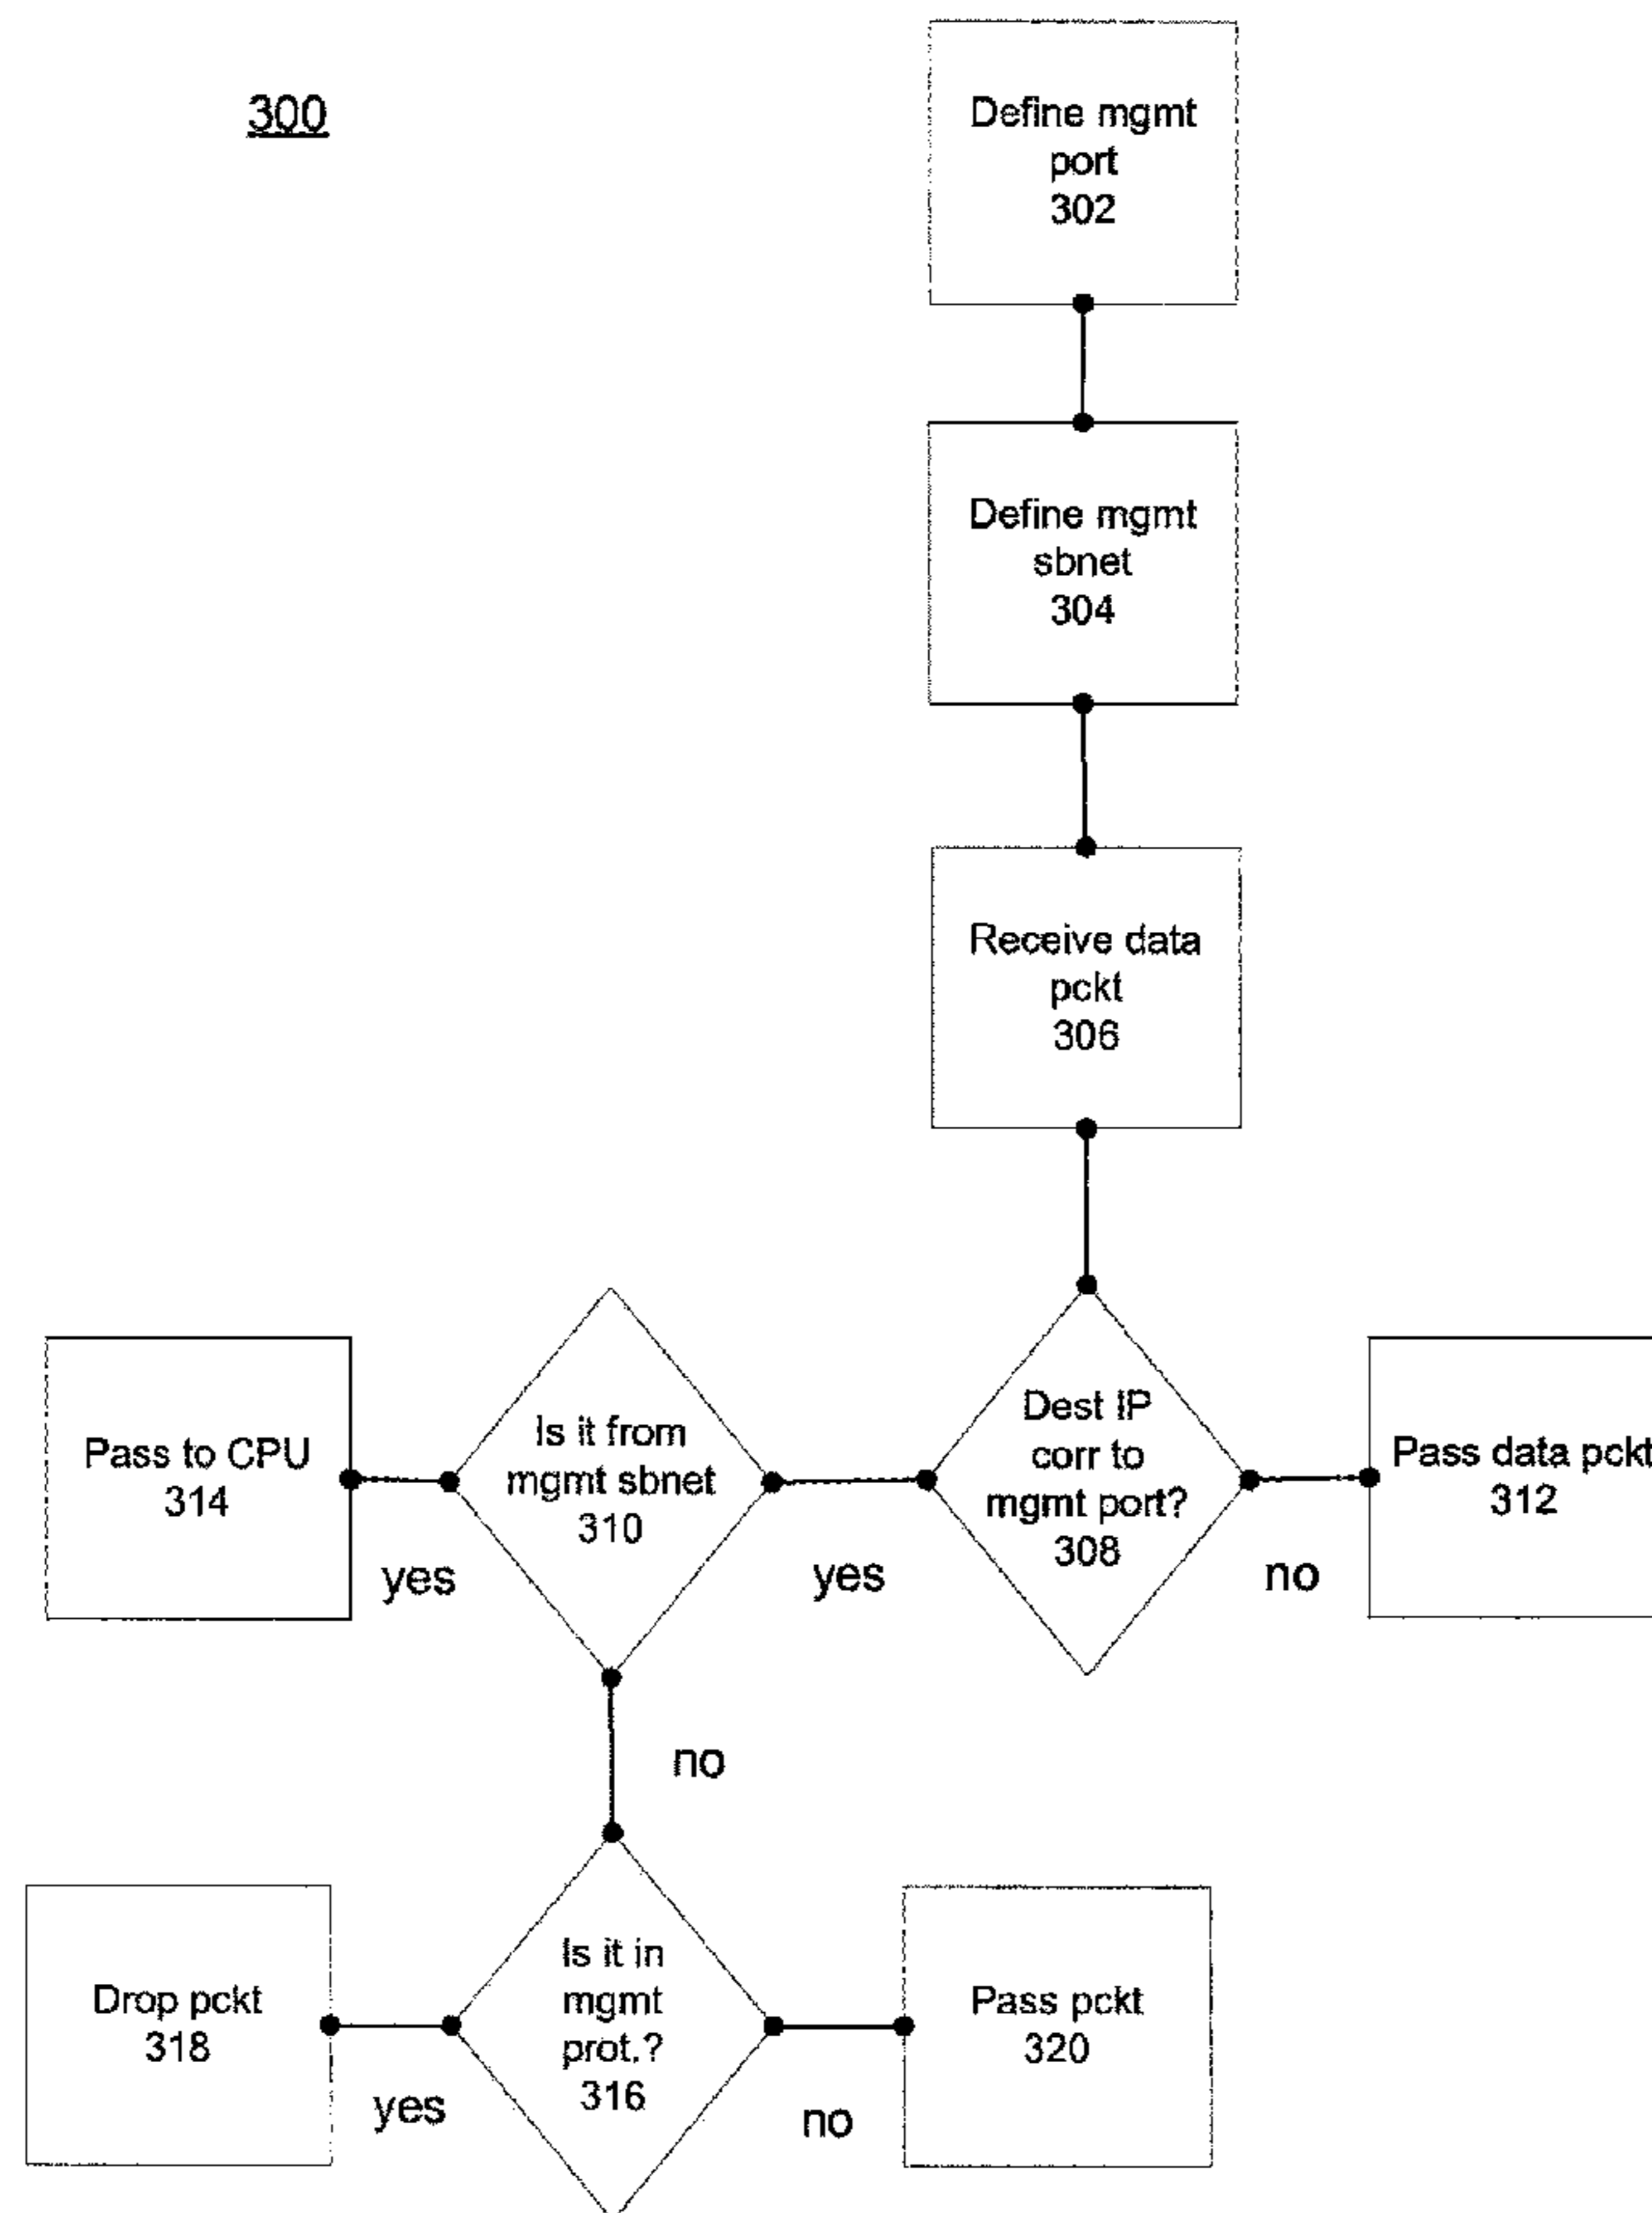 300
Define mgmt
port
302
Define mgmt
sbnet
304
Receive data
pckt
306
Dest IP
corr to
mgmt port?
308
Is it from
mgmt sbnet
310
Pass to CPU
314
Pass data pckt
312
yes
yes
no
no
Is it in
mgmt
prot.?
316
Drop pckt
318
Pass pckt
320
yes
no